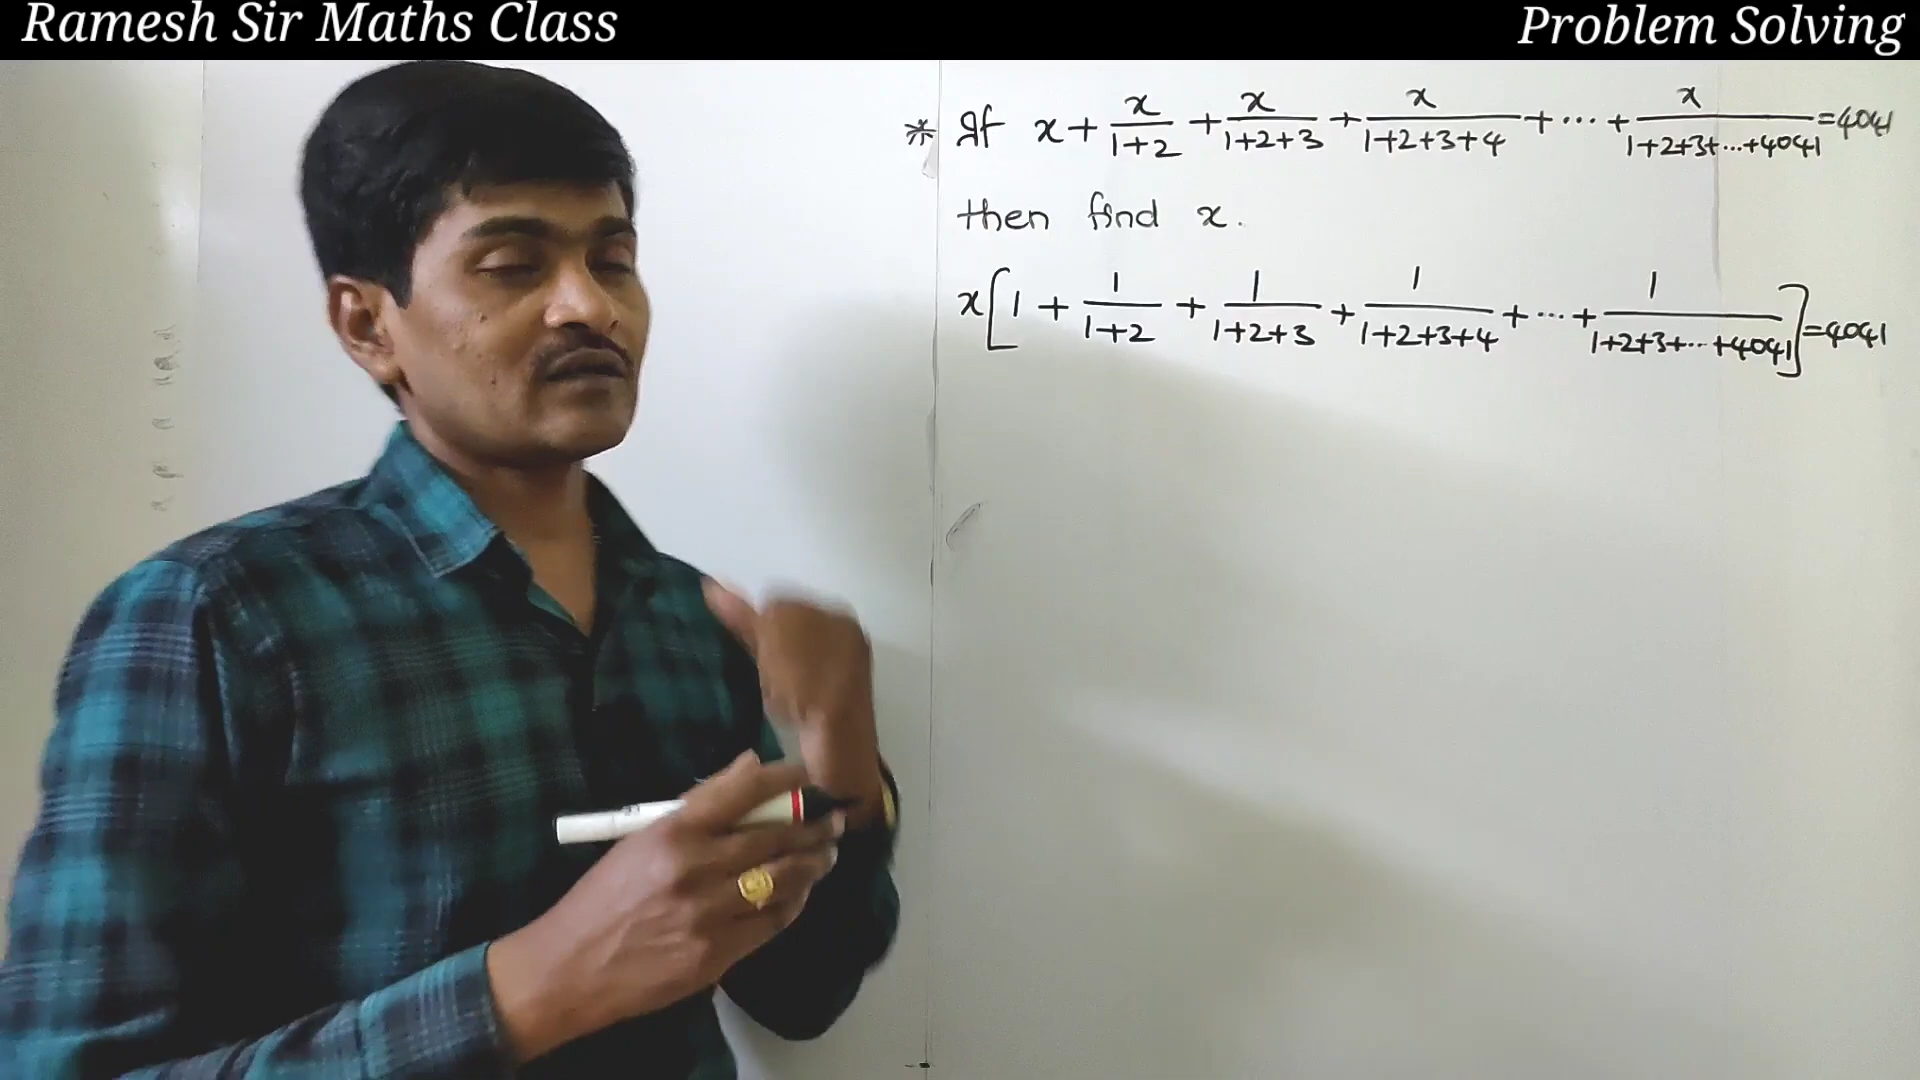 Ramesh Sir Maths Class
Problem Solving
* If x + x/(1+2) + x/(1+2+3) + x/(1+2+3+4) + ... + x/(1+2+3+...+4041) = 4041
then find x.
x[1 + 1/(1+2) + 1/(1+2+3) + 1/(1+2+3+4) + ... + 1/(1+2+3+...+4041)] = 4041